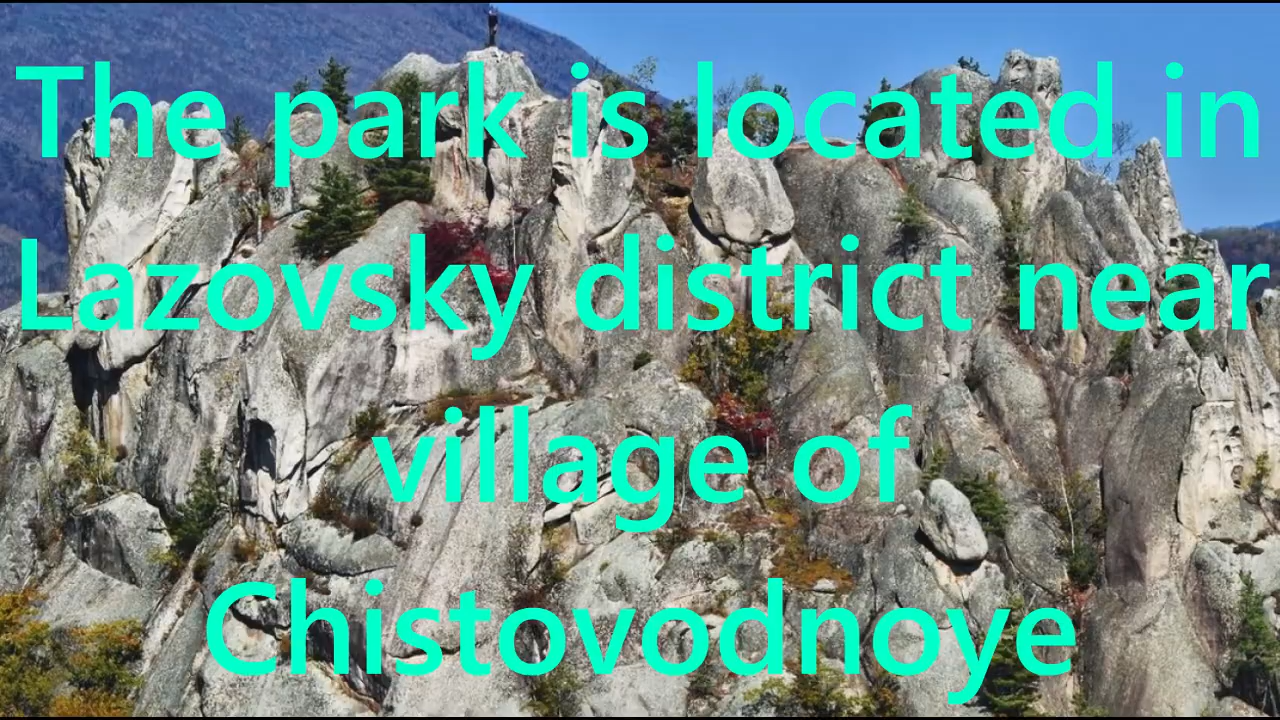 The park is located in
Lazovsky district near
village of
Chistovodnoye